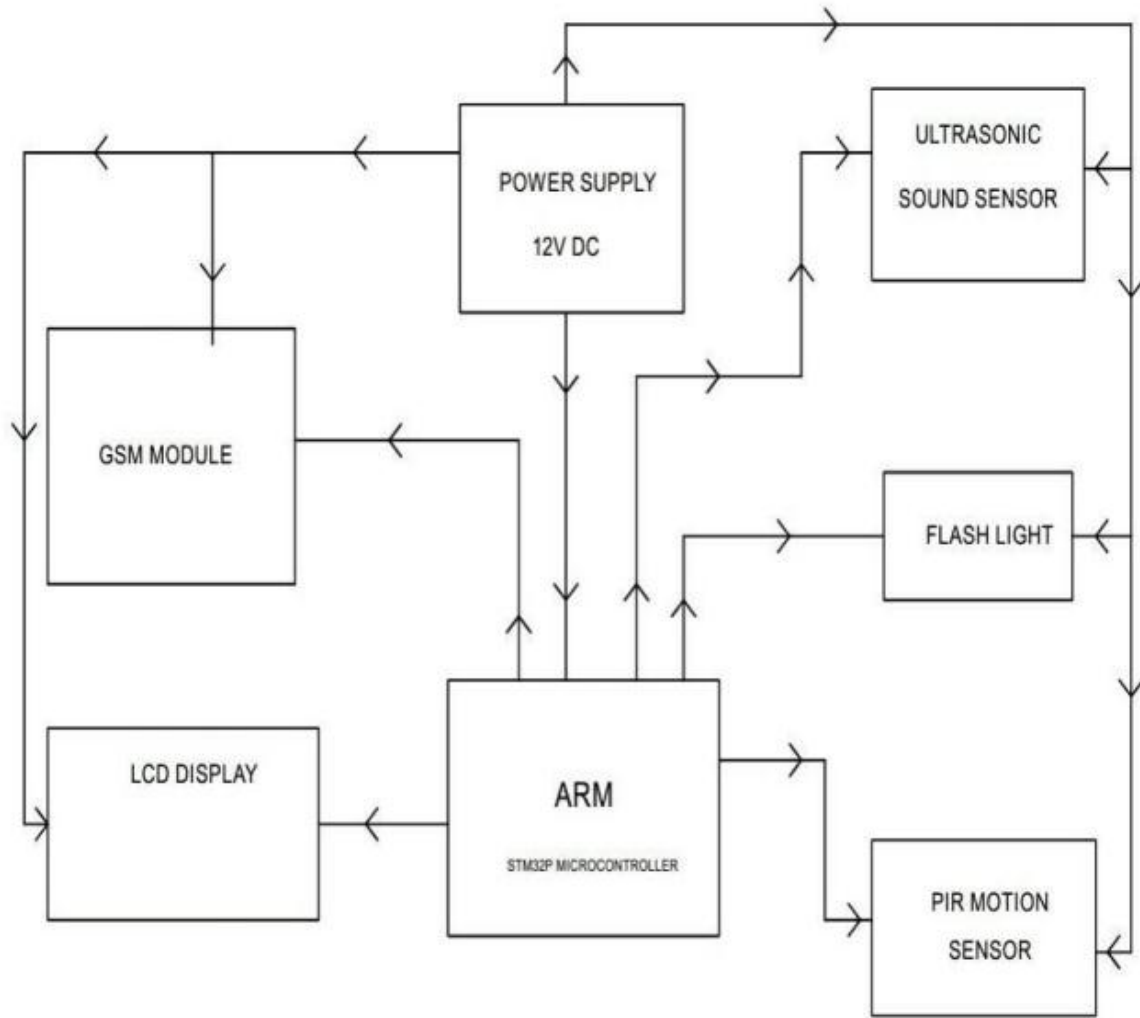 POWER SUPPLY
12V DC
ULTRASONIC
SOUND SENSOR
GSM MODULE
FLASH LIGHT
LCD DISPLAY
ARM
STM32P MICROCONTROLLER
PIR MOTION
SENSOR